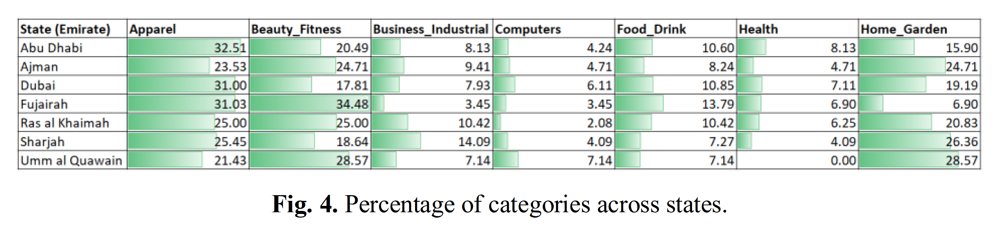 State (Emirate) Apparel Beauty_Fitness Business_Industrial Computers Food_Drink Health Home_Garden
Abu Dhabi 32.51 20.49 8.13 4.24 10.60 8.13 15.90
Ajman 23.53 24.71 9.41 4.71 8.24 4.71 24.71
Dubai 31.00 17.81 7.93 6.11 10.85 7.11 19.19
Fujairah 31.03 34.48 3.45 3.45 13.79 6.90 6.90
Ras al Khaimah 25.00 25.00 10.42 2.08 10.42 6.25 20.83
Sharjah 25.45 18.64 14.09 4.09 7.27 4.09 26.36
Umm al Quawain 21.43 28.57 7.14 7.14 7.14 0.00 28.57
Fig. 4. Percentage of categories across states.